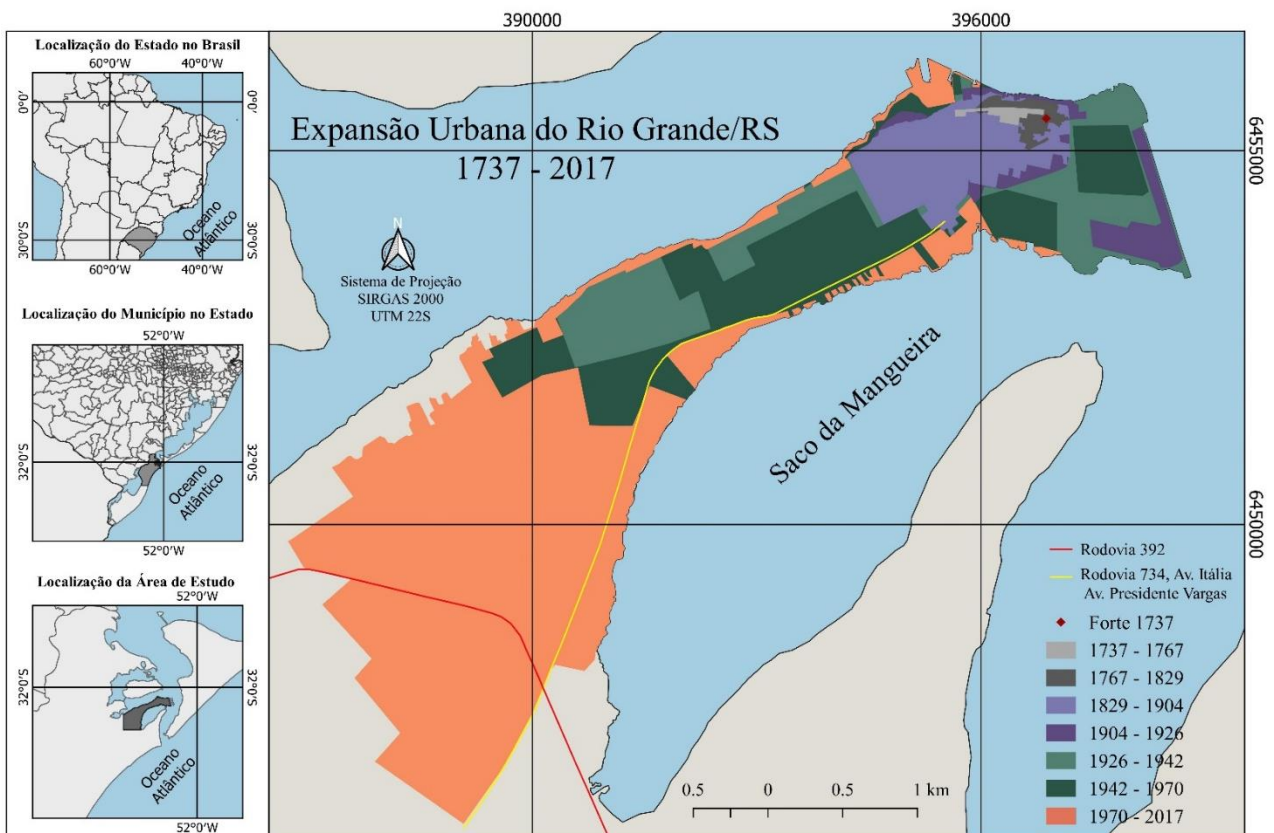 390000
396000
Localização do Estado no Brasil
60°0'W
40°0'W
0°0'
0°0'
30°0'S
30°0'S
Oceano
Atlântico
60°0'W
40°0'W
Localização do Município no Estado
52°0'W
32°0'S
32°0'S
Oceano
Atlântico
52°0'W
Localização da Área de Estudo
52°0'W
32°0'S
32°0'S
Oceano
Atlântico
52°0'W
Expansão Urbana do Rio Grande/RS
1737 - 2017
N
Sistema de Projeção
SIRGAS 2000
UTM 22S
Saco da Mangueira
6455000
6450000
Rodovia 392
Rodovia 734, Av. Itália
Av. Presidente Vargas
Forte 1737
1737 - 1767
1767 - 1829
1829 - 1904
1904 - 1926
1926 - 1942
1942 - 1970
1970 - 2017
0.5 0 0.5 1 km